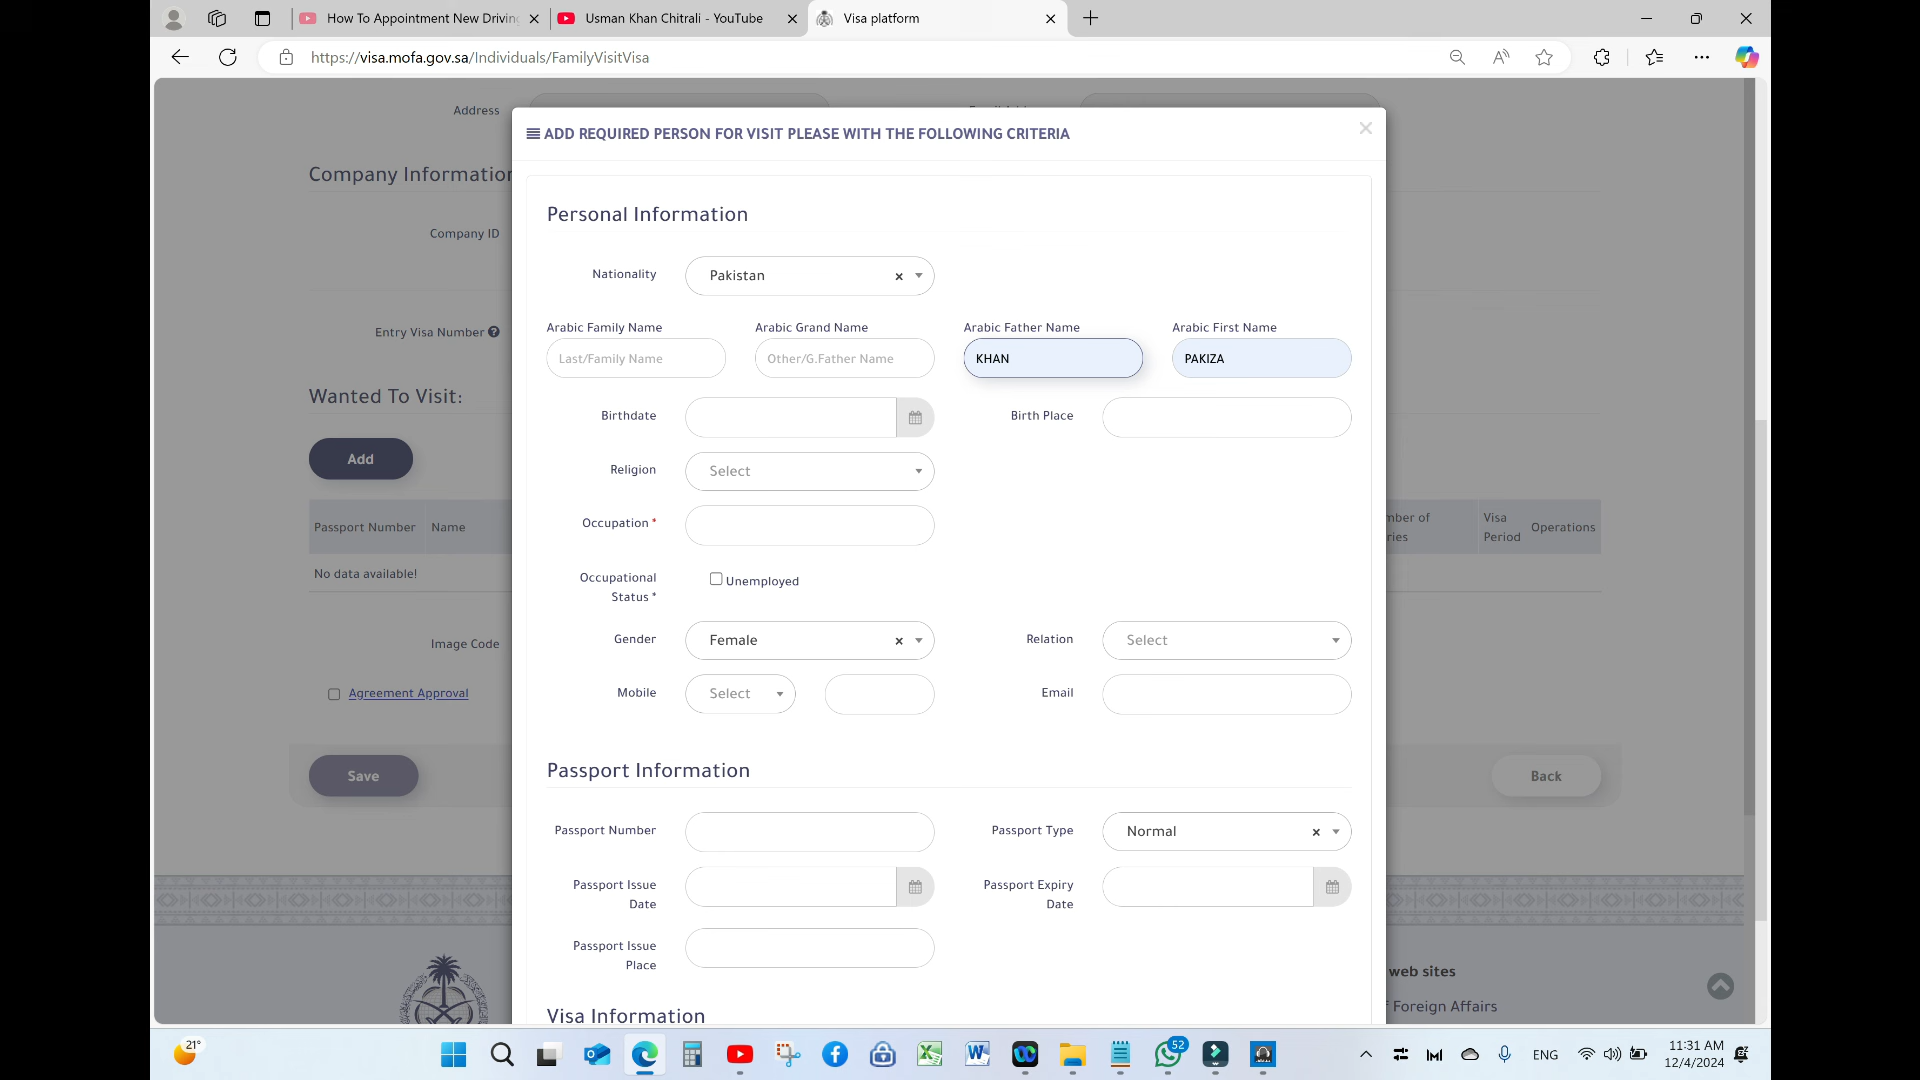 How To Appointment New Driving
Usman Khan Chitrali - YouTube
Visa platform
https://visa.mofa.gov.sa/Individuals/FamilyVisitVisa
Address
ADD REQUIRED PERSON FOR VISIT PLEASE WITH THE FOLLOWING CRITERIA
Company Information
Company ID
Entry Visa Number
Wanted To Visit:
Add
Passport Number Name
No data available!
Image Code
Agreement Approval
Save
Personal Information
Nationality Pakistan
Arabic Family Name Arabic Grand Name Arabic Father Name Arabic First Name
Last/Family Name Other/G.Father Name KHAN PAKIZA
Birthdate Birth Place
Religion Select
Occupation *
Occupational
Status *
Unemployed
Gender Female Relation Select
Mobile Select Email
Passport Information
Passport Number Passport Type Normal
Passport Issue
Date
Passport Expiry
Date
Passport Issue
Place
Visa Information
mber of
ries
Visa
Period
Operations
Back
web sites
f Foreign Affairs
21°
52
ENG
11:31 AM
12/4/2024